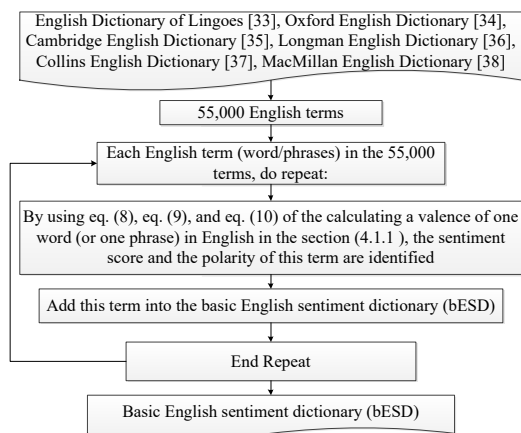 English Dictionary of Lingoes [33], Oxford English Dictionary [34],
Cambridge English Dictionary [35], Longman English Dictionary [36],
Collins English Dictionary [37], MacMillan English Dictionary [38]
55,000 English terms
Each English term (word/phrases) in the 55,000
terms, do repeat:
By using eq. (8), eq. (9), and eq. (10) of the calculating a valence of one
word (or one phrase) in English in the section (4.1.1 ), the sentiment
score and the polarity of this term are identified
Add this term into the basic English sentiment dictionary (bESD)
End Repeat
Basic English sentiment dictionary (bESD)